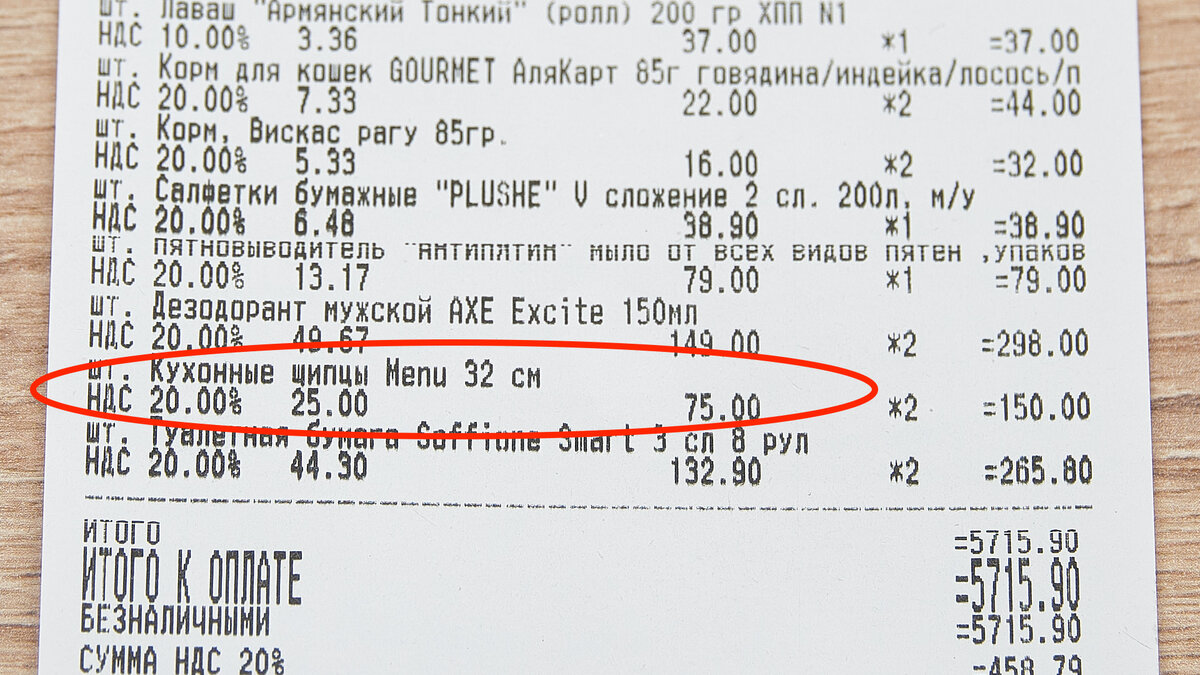 шт. Лаваш "Армянский Тонкий" (ролл) 200 гр ХПП N1
НДС 10.00% 3.36 37.00 *1 =37.00
шт. Корм для кошек GOURMET АляКарт 85г говядина/индейка/лосось/п
НДС 20.00% 7.33 22.00 *2 =44.00
шт. Корм, Вискас рагу 85гр.
НДС 20.00% 5.33 16.00 *2 =32.00
шт. Салфетки бумажные "PLUSHE" V сложение 2 сл. 200л, м/у
НДС 20.00% 6.48 38.90 *1 =38.90
шт. Пятновыводитель "Антипятин" мыло от всех видов пятен ,упаков
НДС 20.00% 13.17 79.00 *1 =79.00
шт. Дезодорант мужской AXE Excite 150мл
НДС 20.00% 49.67 149.00 *2 =298.00
шт. Кухонные щипцы Menu 32 см
НДС 20.00% 25.00 75.00 *2 =150.00
шт. Туалетная бумага Soffione Smart 3 сл 8 рул
НДС 20.00% 44.30 132.90 *2 =265.80
ИТОГО =5715.90
ИТОГО К ОПЛАТЕ =5715.90
БЕЗНАЛИЧНЫМИ =5715.90
СУММА НДС 20% =458.79